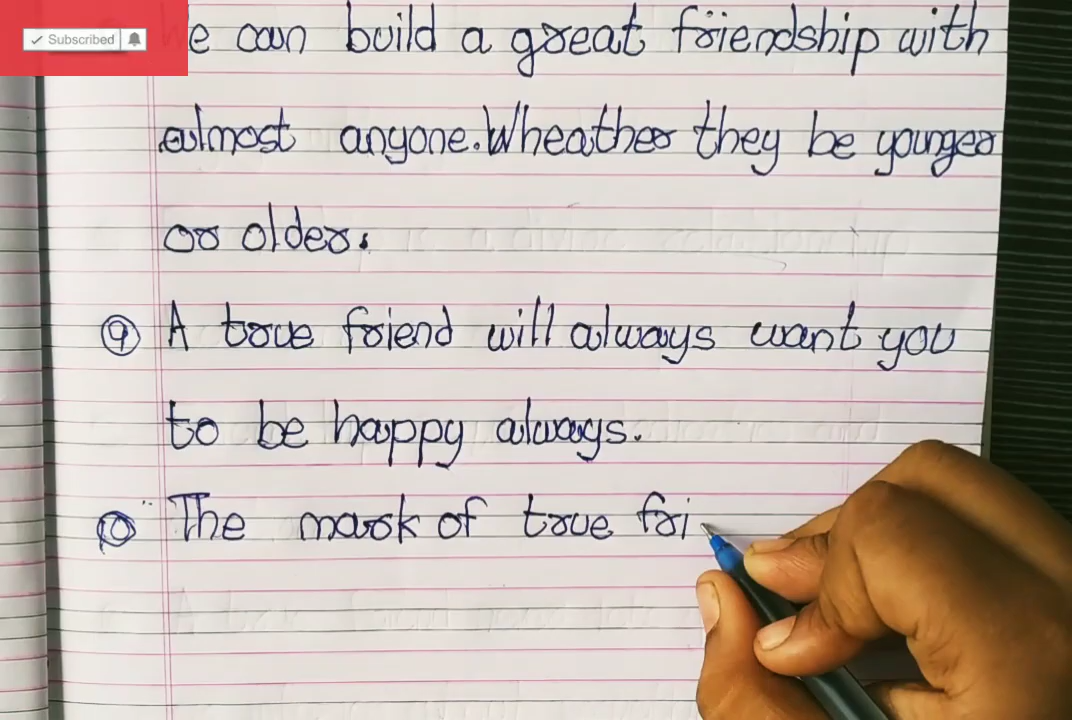 Subscribed
We can build a great friendship with
almost anyone. Wheather they be younger
or older.
9 A true friend will always want you
to be happy always.
10 The mark of true fri